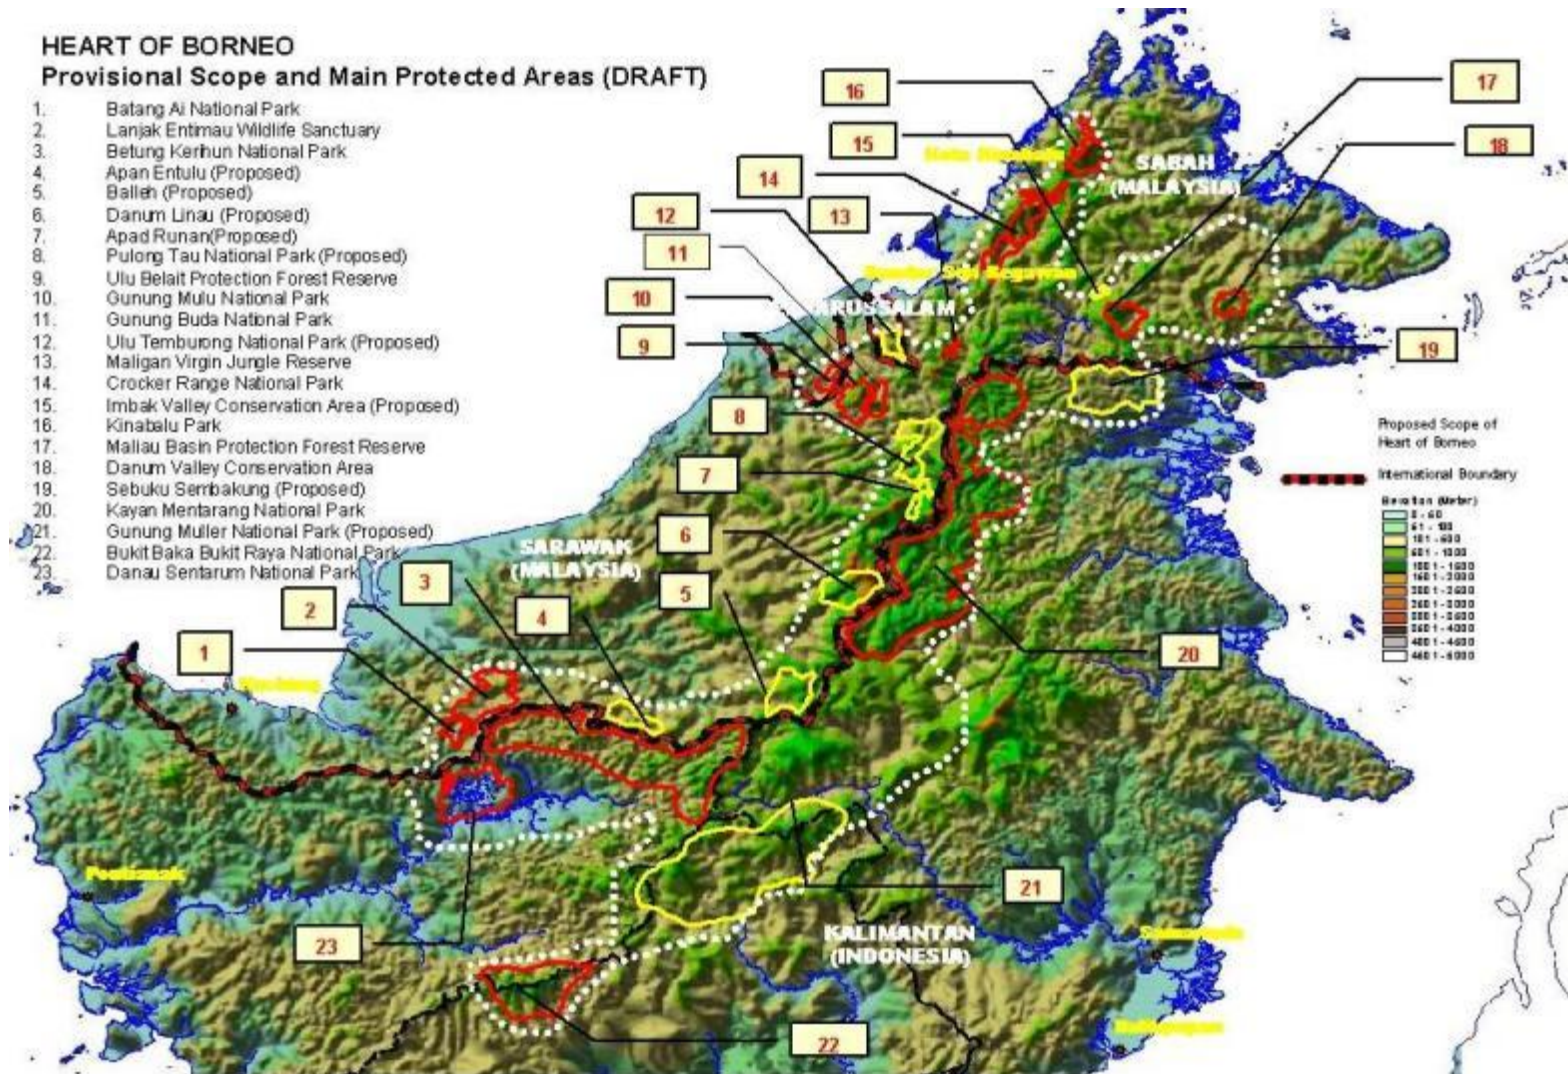 HEART OF BORNEO
Provisional Scope and Main Protected Areas (DRAFT)
1. Batang Ai National Park
2. Lanjak Entimau Wildlife Sanctuary
3. Betung Kerihun National Park
4. Apan Entulu (Proposed)
5. Balleh (Proposed)
6. Danum Linau (Proposed)
7. Apad Runan(Proposed)
8. Pulong Tau National Park (Proposed)
9. Ulu Belait Protection Forest Reserve
10. Gunung Mulu National Park
11. Gunung Buda National Park
12. Ulu Temburong National Park (Proposed)
13. Maligan Virgin Jungle Reserve
14. Crocker Range National Park
15. Imbak Valley Conservation Area (Proposed)
16. Kinabalu Park
17. Maliau Basin Protection Forest Reserve
18. Danum Valley Conservation Area
19. Sebuku Sembakung (Proposed)
20. Kayan Mentarang National Park
21. Gunung Muller National Park (Proposed)
22. Bukit Baka Bukit Raya National Park
23. Danau Sentarum National Park
16
17
15
18
SABAH
(MALAYSIA)
14
12
13
11
10
9
19
8
Proposed Scope of
Heart of Borneo
International Boundary
7
6
SARAWAK
(MALAYSIA)
3
5
2
4
1
20
Pontianak
21
KALIMANTAN
(INDONESIA)
23
22